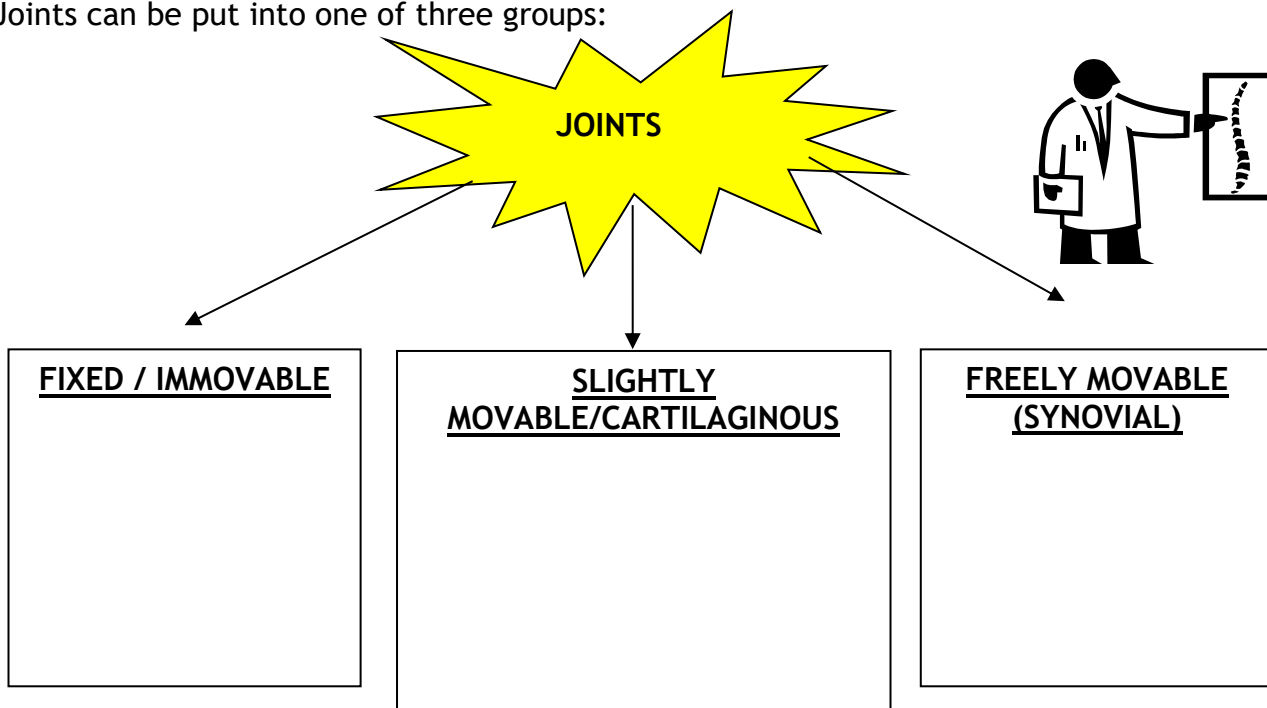 Joints can be put into one of three groups:
JOINTS
FIXED / IMMOVABLE
SLIGHTLY
MOVABLE/CARTILAGINOUS
FREELY MOVABLE
(SYNOVIAL)